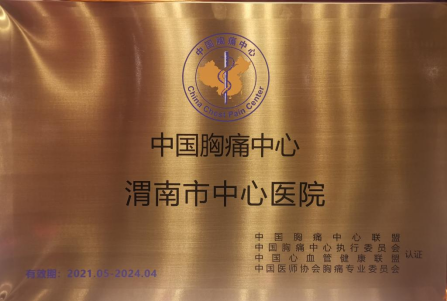 中国胸痛中心
China Chest Pain Center
中国胸痛中心
渭南市中心医院
中国胸痛中心联盟
中国胸痛中心执行委员会
中国心血管健康联盟
中国医师协会胸痛专业委员会
认证
有效期：2021.05-2024.04